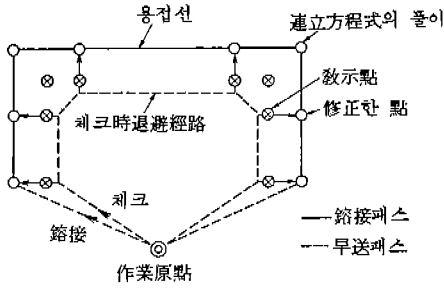 용접선
連立方程式의 풀이
敎示點
체크時退避經路
修正한 點
체크
鎔接
鎔接패스
早送패스
作業原點